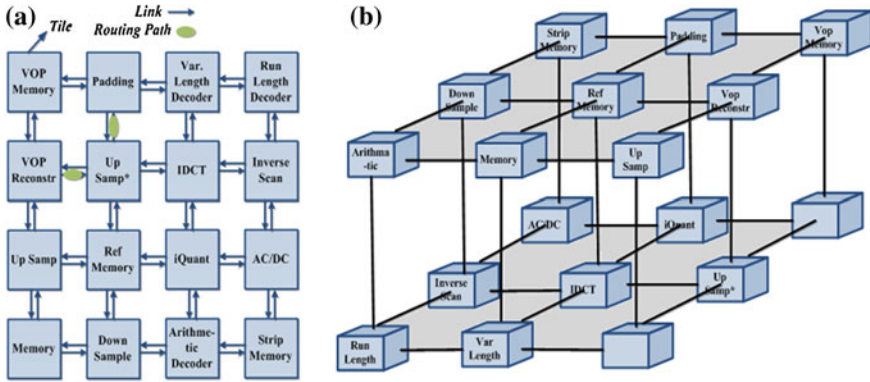 (a)
Tile
Link
Routing Path
VOP
Memory
Padding
Var.
Length
Decoder
Run
Length
Decoder
VOP
Reconstr
Up
Samp*
IDCT
Inverse
Scan
Up Samp
Ref
Memory
iQuant
AC/DC
Memory
Down
Sample
Arithme-
tic
Decoder
Strip
Memory
(b)
Strip
Memory
Padding
Vop
Memory
Down
Sample
Ref
Memory
Vop
Reconstr
Arithma
-tic
Memory
Up
Samp
AC/DC
iQuant
Inverse
Scan
IDCT
Up
Samp*
Run
Length
Var
Length